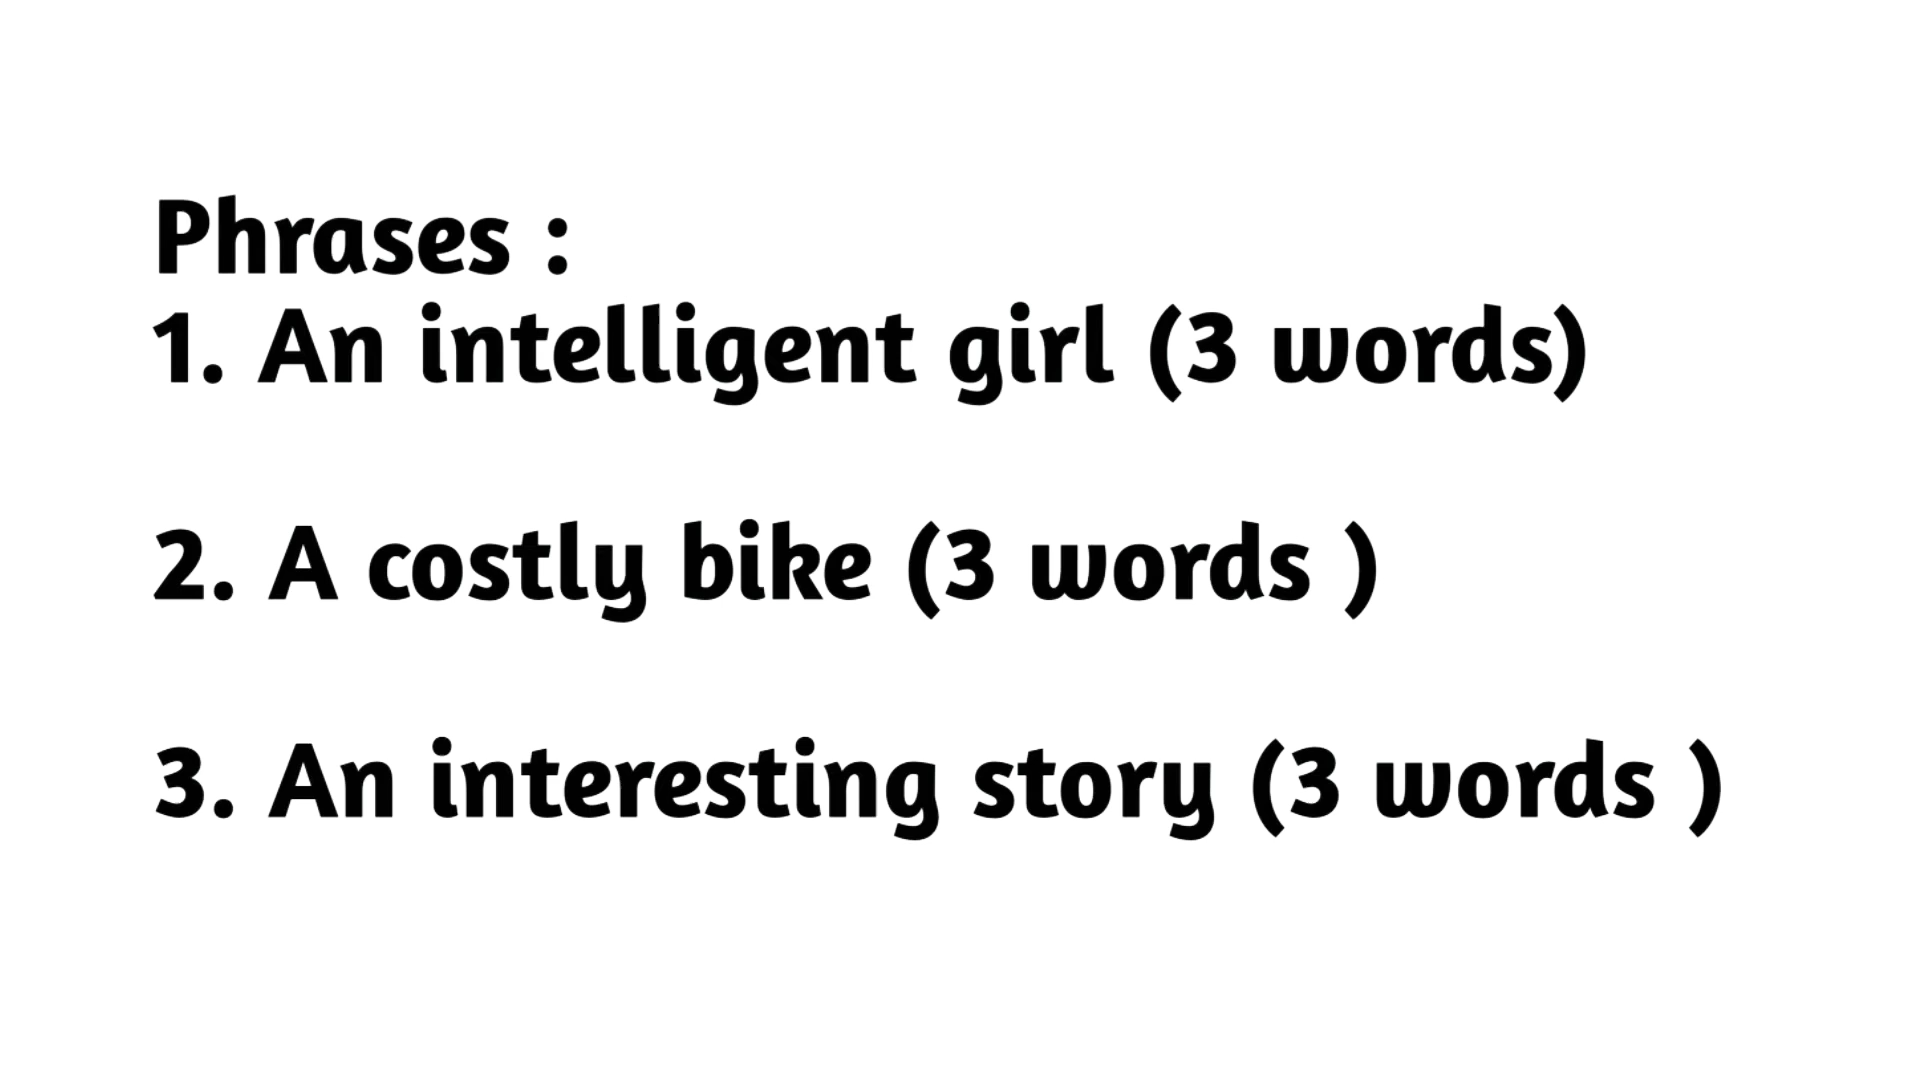 Phrases :
1. An intelligent girl (3 words)
2. A costly bike (3 words )
3. An interesting story (3 words )